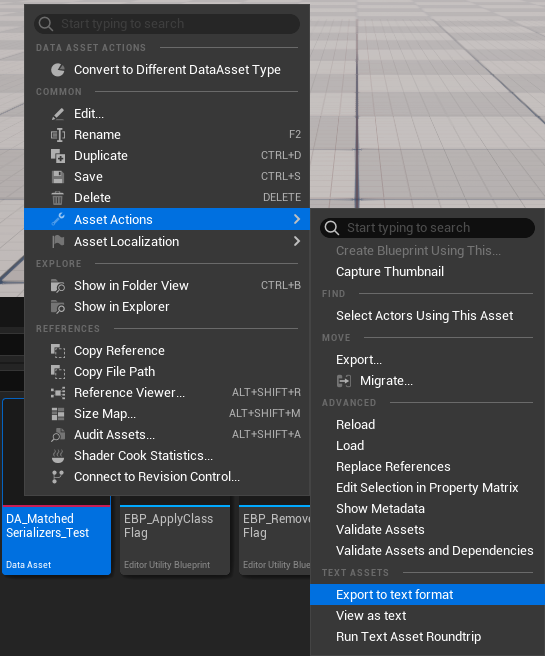 Start typing to search
DATA ASSET ACTIONS
Convert to Different DataAsset Type
COMMON
Edit...
Rename F2
Duplicate CTRL+D
Save CTRL+S
Delete DELETE
Asset Actions
Asset Localization
EXPLORE
Show in Folder View CTRL+B
Show in Explorer
REFERENCES
Copy Reference
Copy File Path
Reference Viewer... ALT+SHIFT+R
Size Map... ALT+SHIFT+M
Audit Assets... ALT+SHIFT+A
Shader Cook Statistics...
Connect to Revision Control...
Start typing to search
Create Blueprint Using This...
Capture Thumbnail
FIND
Select Actors Using This Asset
MOVE
Export...
Migrate...
ADVANCED
Reload
Load
Replace References
Edit Selection in Property Matrix
Show Metadata
Validate Assets
Validate Assets and Dependencies
TEXT ASSETS
Export to text format
View as text
Run Text Asset Roundtrip
DA_Matched
Serializers_Test
Data Asset
EBP_ApplyClass
Flag
Editor Utility Blueprint
EBP_Remove
Flag
Editor Utility Blue